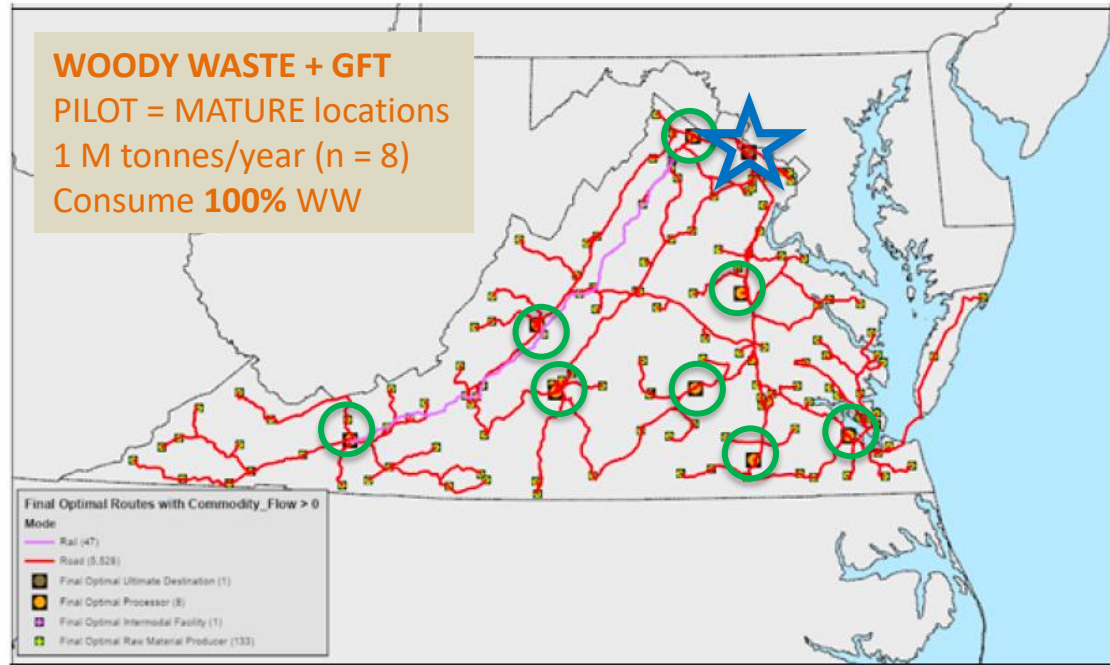 WOODY WASTE + GFT
PILOT = MATURE locations
1 M tonnes/year (n = 8)
Consume 100% WW
Final Optimal Routes with Commodity_Flow > 0
Mode
Rail (47)
Road (5,528)
Final Optimal Ultimate Destination (1)
Final Optimal Processor (8)
Final Optimal Intermodal Facility (1)
Final Optimal Raw Material Producer (133)